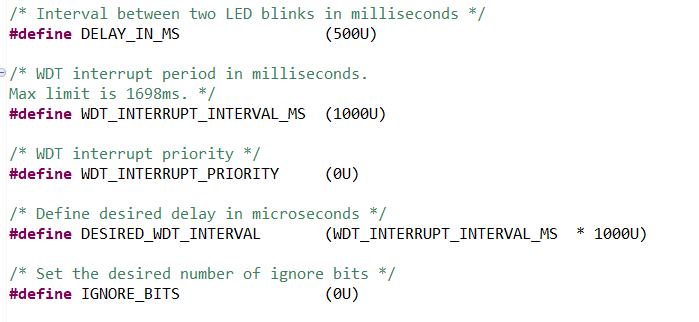 /* Interval between two LED blinks in milliseconds */
#define DELAY_IN_MS (500U)
/* WDT interrupt period in milliseconds.
Max limit is 1698ms. */
#define WDT_INTERRUPT_INTERVAL_MS (1000U)
/* WDT interrupt priority */
#define WDT_INTERRUPT_PRIORITY (0U)
/* Define desired delay in microseconds */
#define DESIRED_WDT_INTERVAL (WDT_INTERRUPT_INTERVAL_MS * 1000U)
/* Set the desired number of ignore bits */
#define IGNORE_BITS (0U)